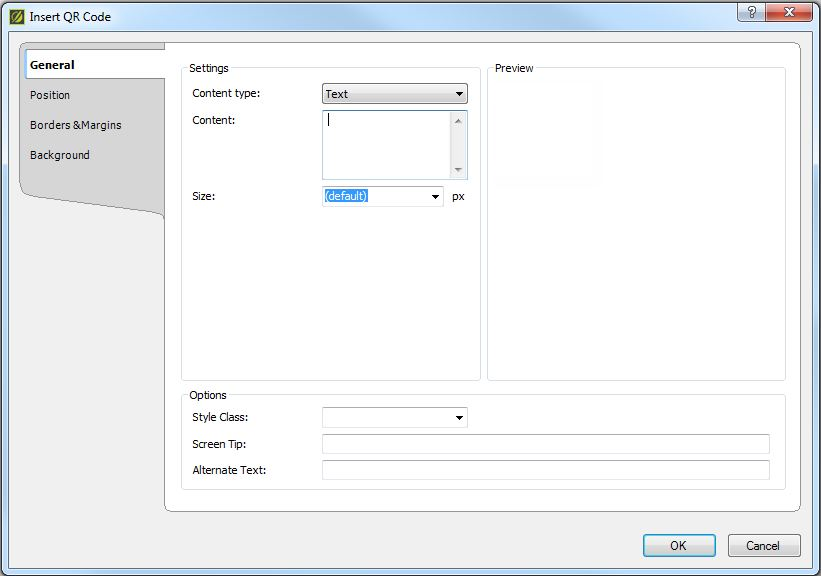 Insert QR Code
General
Position
Borders &Margins
Background
Settings
Content type: Text
Content:
Size: (default) px
Preview
Options
Style Class:
Screen Tip:
Alternate Text:
OK Cancel